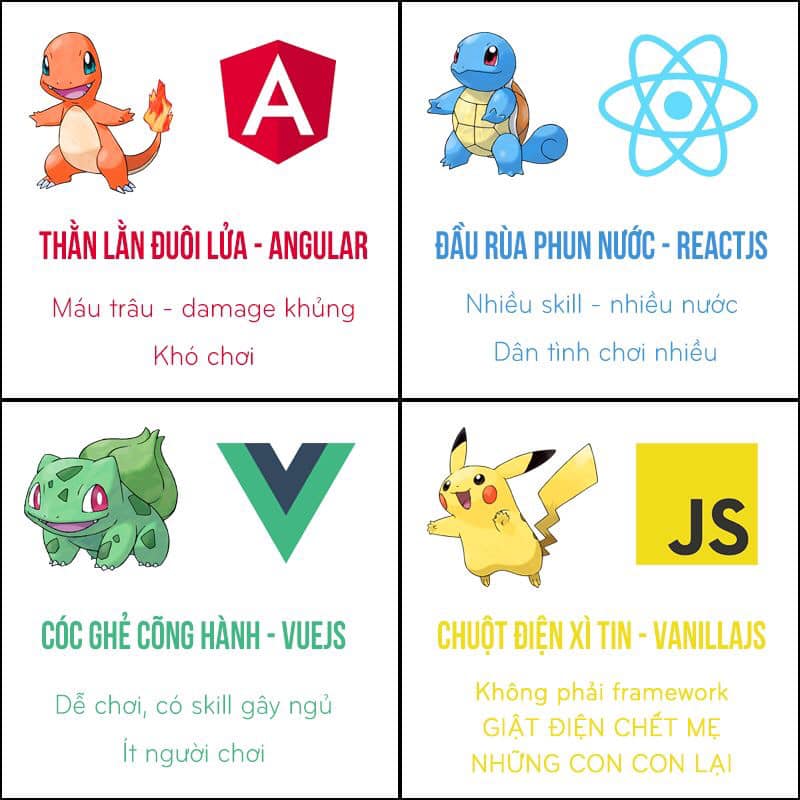 A
THẰN LẰN ĐUÔI LỬA - ANGULAR
Máu trâu - damage khủng
Khó chơi
ĐẦU RÙA PHUN NƯỚC - REACTJS
Nhiều skill - nhiều nước
Dân tình chơi nhiều
CÓC GHẺ CÕNG HÀNH - VUEJS
Dễ chơi, có skill gây ngủ
Ít người chơi
JS
CHUỘT ĐIỆN XÌ TIN - VANILLAJS
Không phải framework
GIẬT ĐIỆN CHẾT MẸ
NHỮNG CON CON LẠI